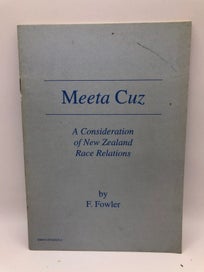 Meeta Cuz
A Consideration
of New Zealand
Race Relations
by
F. Fowler